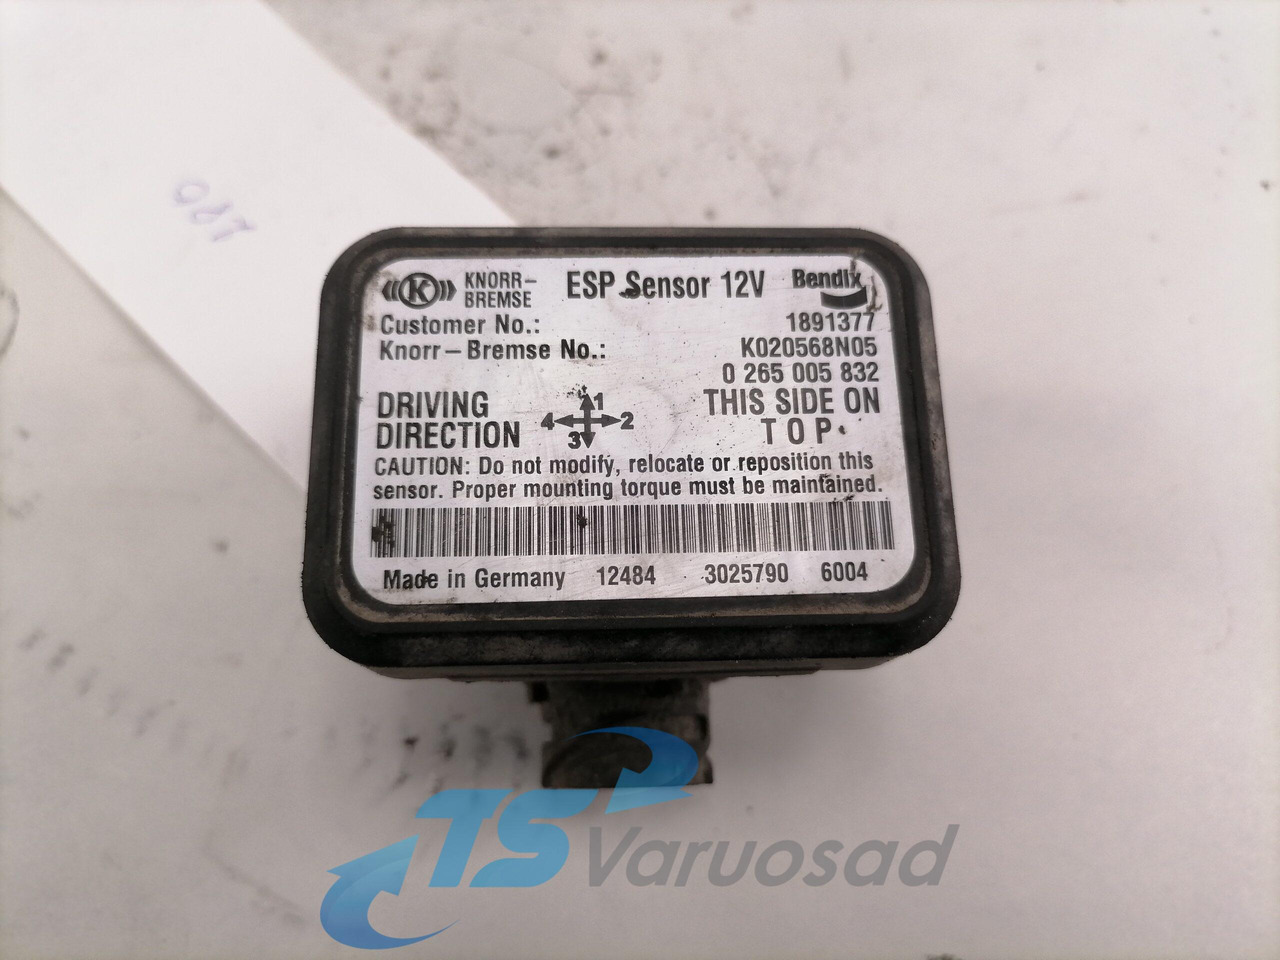 KNORR-
BREMSE
ESP Sensor 12V
Bendix
Customer No.: 1891377
Knorr-Bremse No.: K020568N05
0 265 005 832
DRIVING
DIRECTION
1
4 2
3
THIS SIDE ON
TOP
CAUTION: Do not modify, relocate or reposition this
sensor. Proper mounting torque must be maintained.
Made in Germany 12484 3025790 6004
TS Varuosad